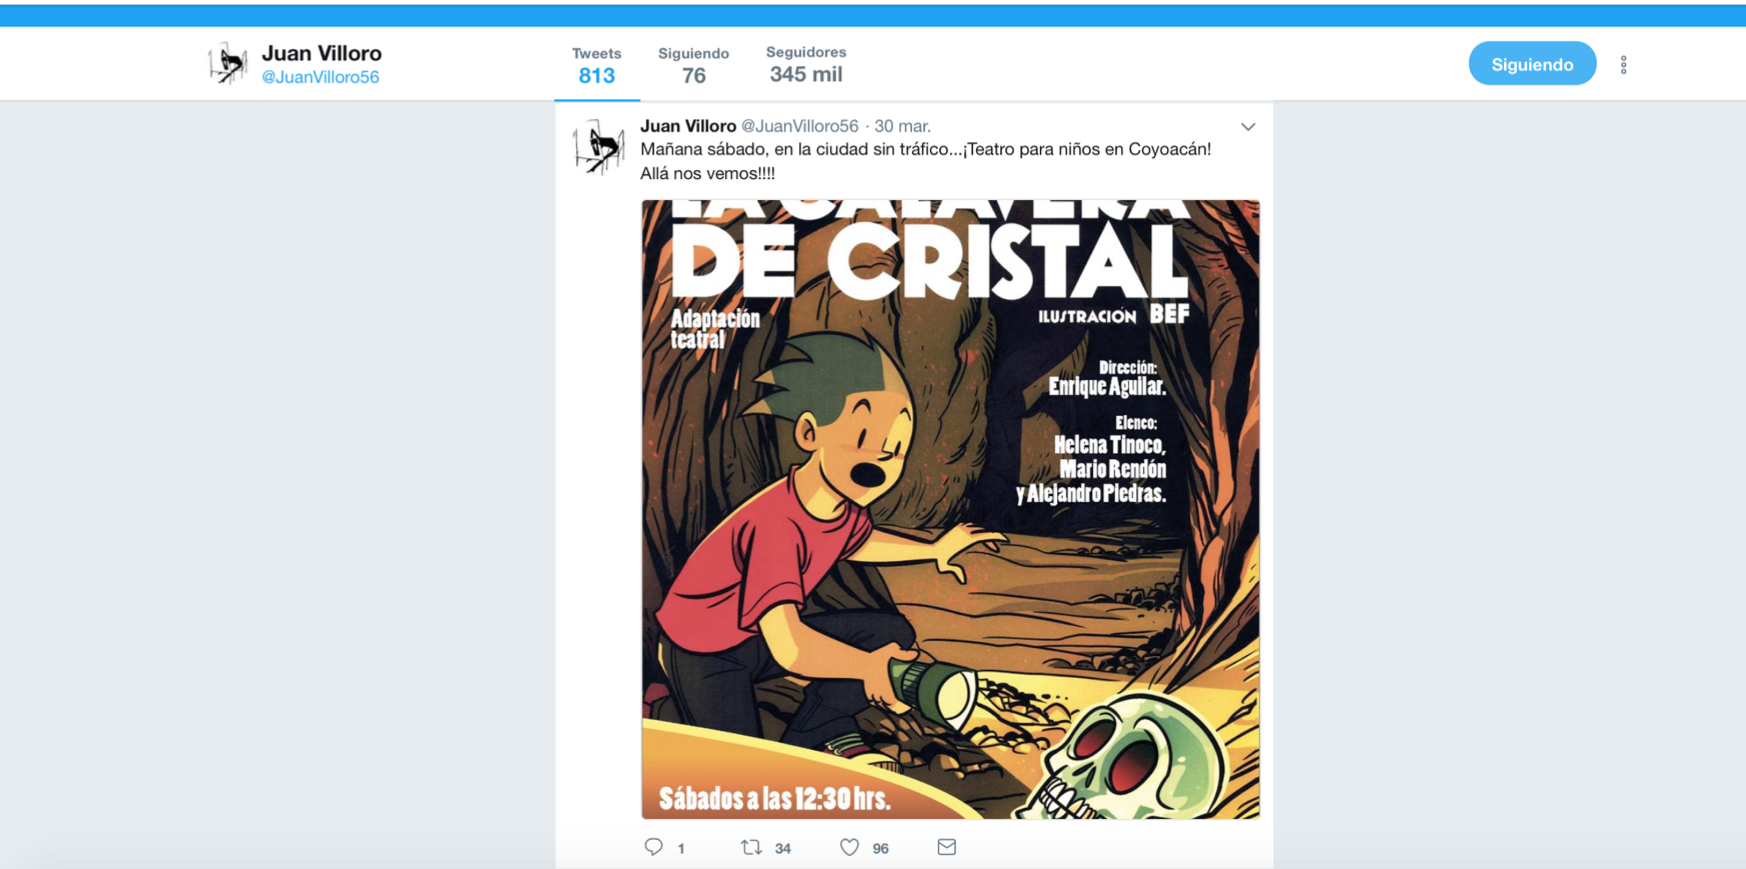 Juan Villoro
@JuanVilloro56
Tweets
813
Siguiendo
76
Seguidores
345 mil
Siguiendo
Juan Villoro @JuanVilloro56 · 30 mar.
Mañana sábado, en la ciudad sin tráfico...¡Teatro para niños en Coyoacán!
Allá nos vemos!!!!
LA CALAVERA
DE CRISTAL
Adaptación
teatral
ILUSTRACIÓN BEF
Dirección:
Enrique Aguilar.
Elenco:
Helena Tinoco,
Mario Rendón
y Alejandro Piedras.
Sábados a las 12:30 hrs.
1
34
96